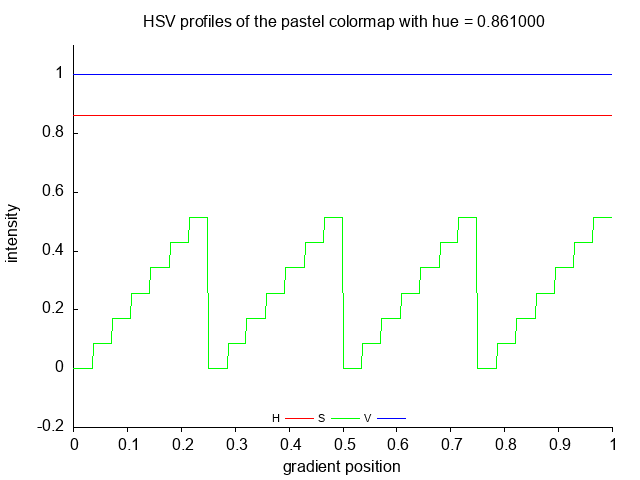 HSV profiles of the pastel colormap with hue = 0.861000
1
0.8
0.6
0.4
0.2
0
-0.2
intensity
0 0.1 0.2 0.3 0.4 0.5 0.6 0.7 0.8 0.9 1
gradient position
H S V